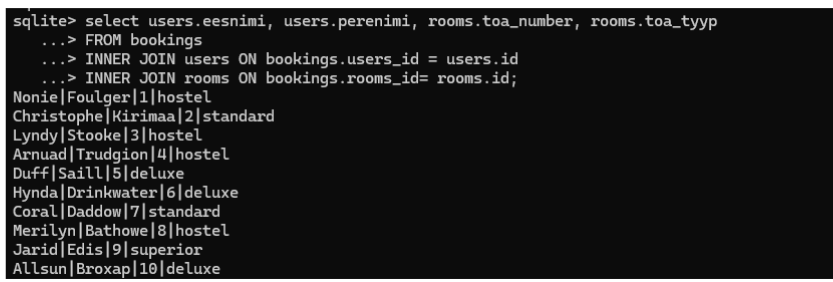 sqlite> select users.eesnimi, users.perenimi, rooms.toa_number, rooms.toa_tyyp
...> FROM bookings
...> INNER JOIN users ON bookings.users_id = users.id
...> INNER JOIN rooms ON bookings.rooms_id= rooms.id;
Nonie|Foulger|1|hostel
Christophe|Kirimaa|2|standard
Lyndy|Stooke|3|hostel
Arnuad|Trudgion|4|hostel
Duff|Saill|5|deluxe
Hynda|Drinkwater|6|deluxe
Coral|Daddow|7|standard
Merilyn|Bathowe|8|hostel
Jarid|Edis|9|superior
Allsun|Broxap|10|deluxe